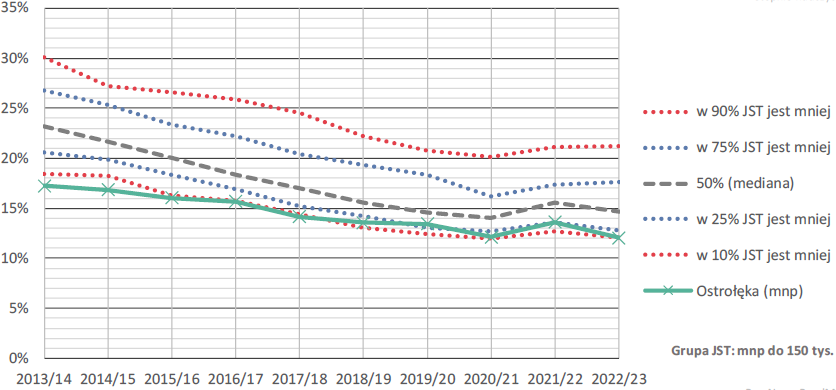 35%
30%
25%
20%
15%
10%
5%
0%
2013/14 2014/15 2015/16 2016/17 2017/18 2018/19 2019/20 2020/21 2021/22 2022/23
w 90% JST jest mniej
w 75% JST jest mniej
50% (mediana)
w 25% JST jest mniej
w 10% JST jest mniej
Ostrołęka (mnp)
Grupa JST: mnp do 150 tys.